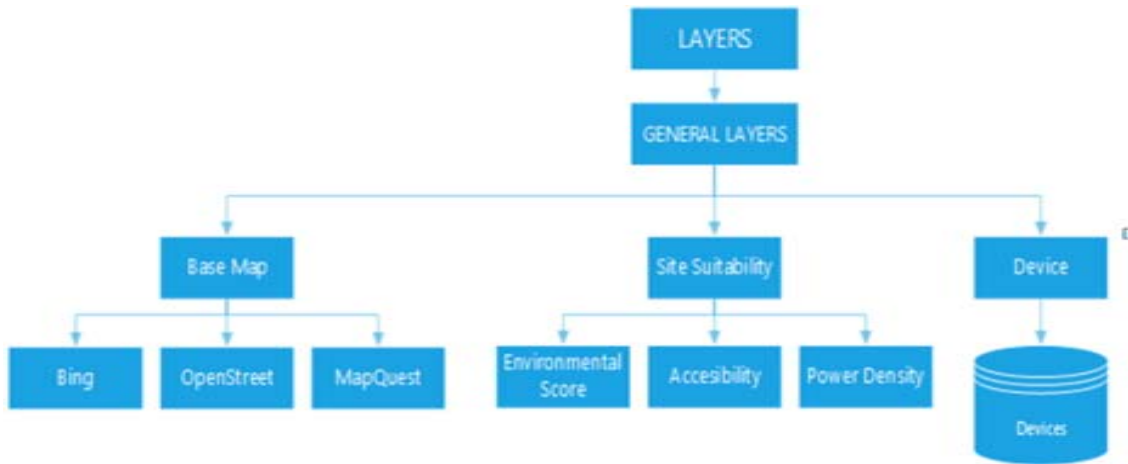 LAYERS
GENERAL LAYERS
Base Map
Site Suitability
Device
Bing
OpenStreet
MapQuest
Environmental
Score
Accesibility
Power Density
Devices